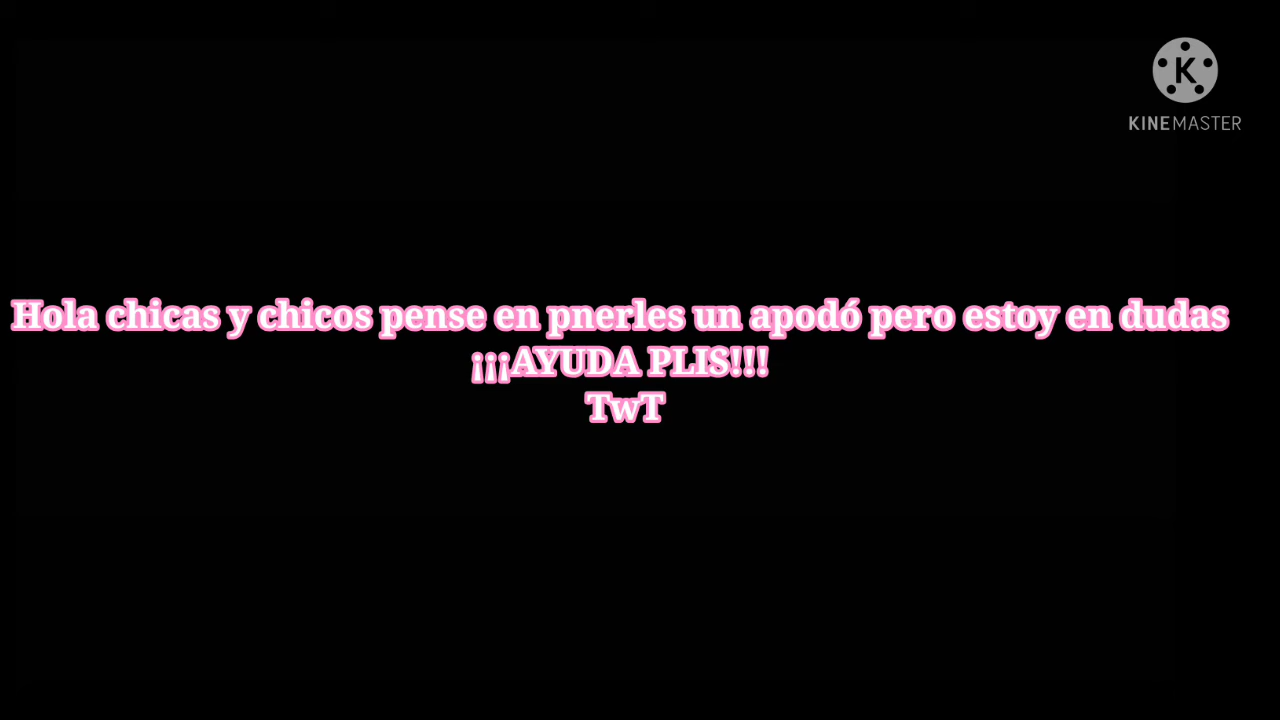 KINEMASTER
Hola chicas y chicos pense en pnerles un apodó pero estoy en dudas
¡¡¡AYUDA PLIS!!!
TwT